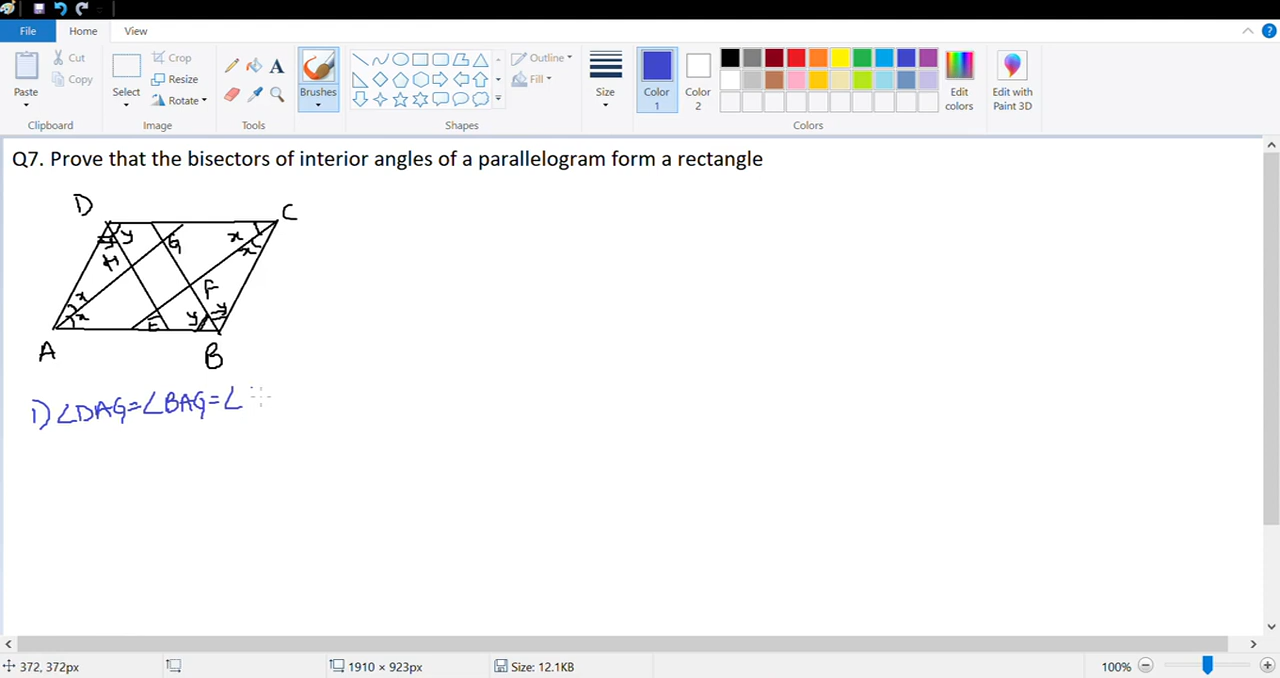 File Home View
Paste Cut Copy Clipboard
Select Crop Resize Rotate Image
A Tools
Brushes
Outline Fill Shapes
Size
Color 1 Color 2 Edit colors Colors
Edit with Paint 3D
Q7. Prove that the bisectors of interior angles of a parallelogram form a rectangle
D C
y x G x
H
x F
x E y y
A B
1) ∠DAG=∠BAG=∠
372, 372px 1910 × 923px Size: 12.1KB 100%